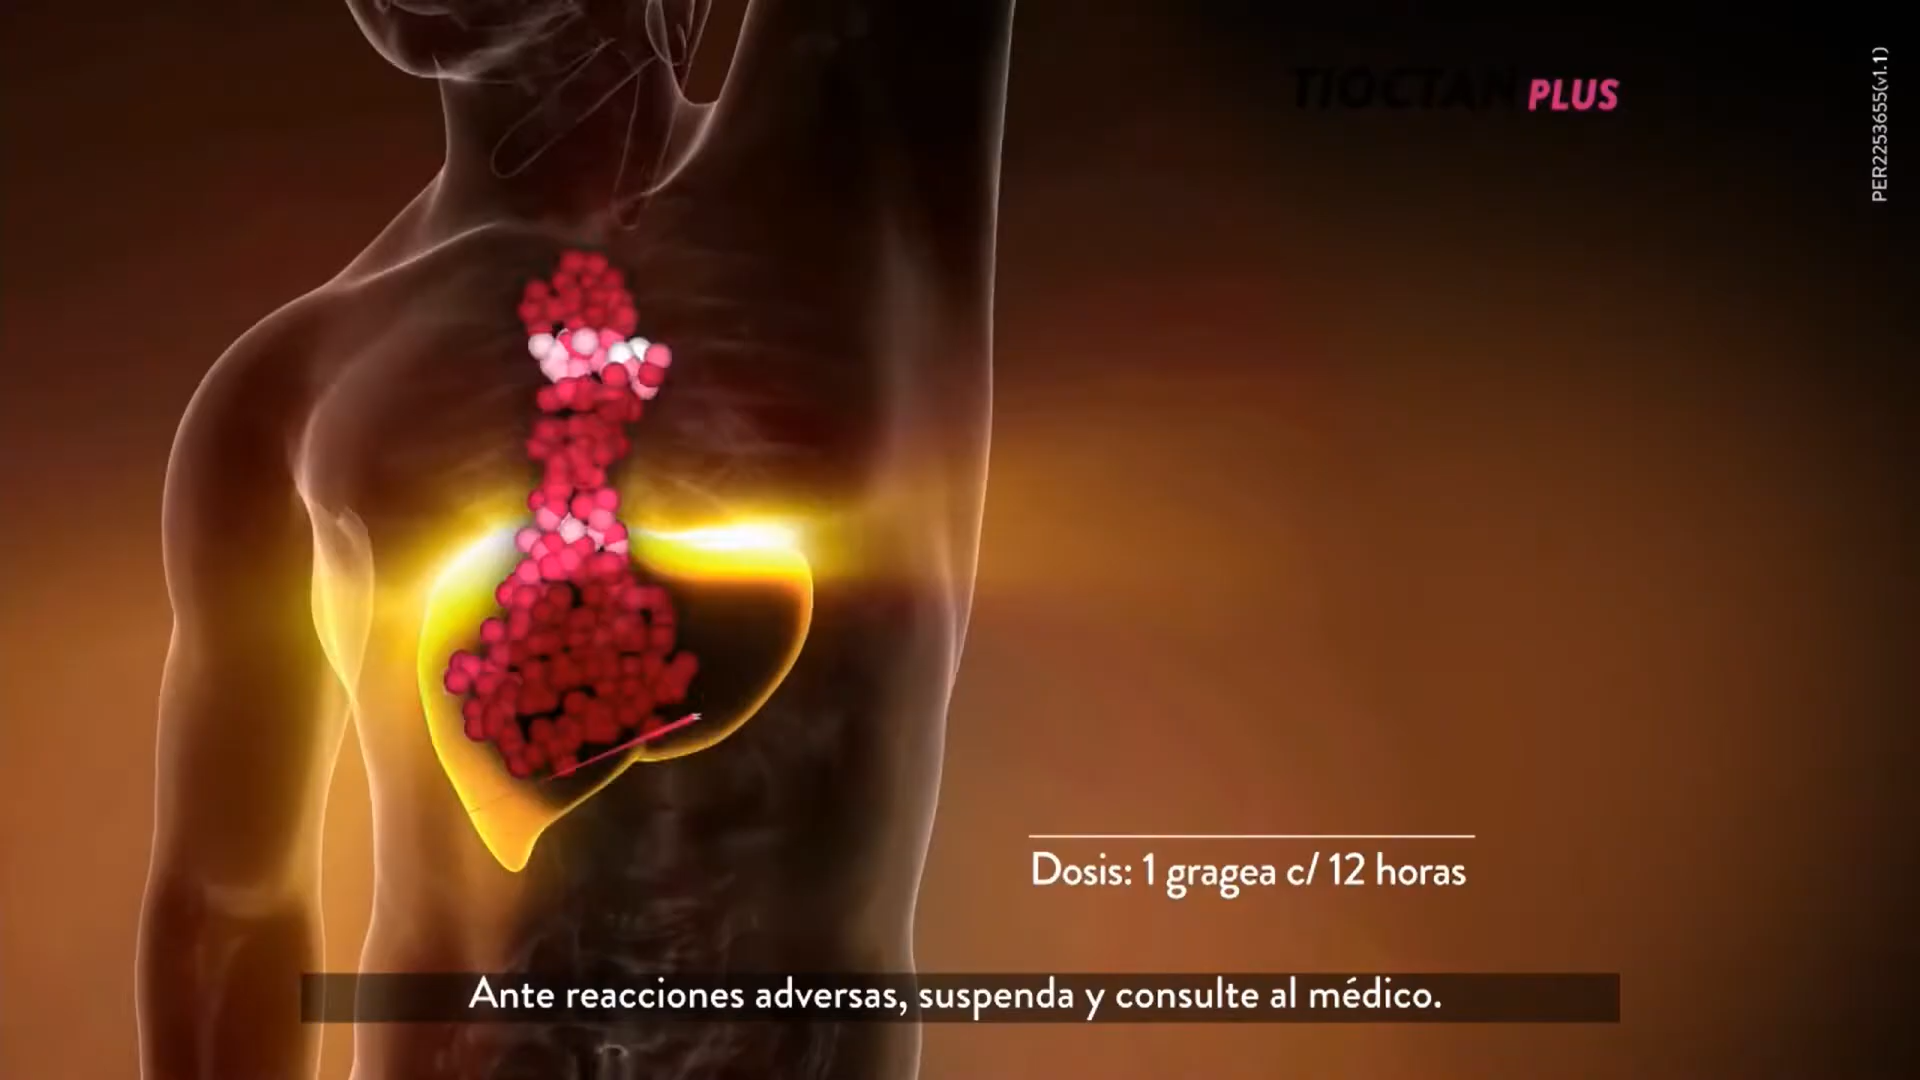 TIOCTAN PLUS
PER2253655(v1.1)
Dosis: 1 gragea c/ 12 horas
Ante reacciones adversas, suspenda y consulte al médico.